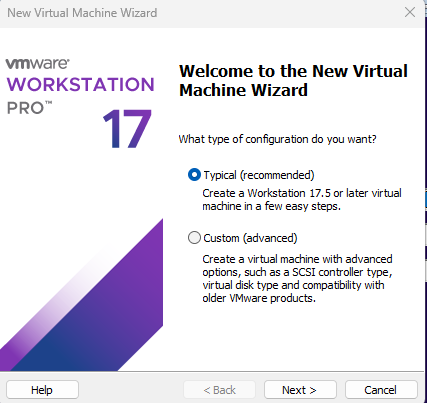 New Virtual Machine Wizard
vmware®
WORKSTATION
PRO™
17
Welcome to the New Virtual
Machine Wizard
What type of configuration do you want?
Typical (recommended)
Create a Workstation 17.5 or later virtual
machine in a few easy steps.
Custom (advanced)
Create a virtual machine with advanced
options, such as a SCSI controller type,
virtual disk type and compatibility with
older VMware products.
Help
< Back
Next >
Cancel